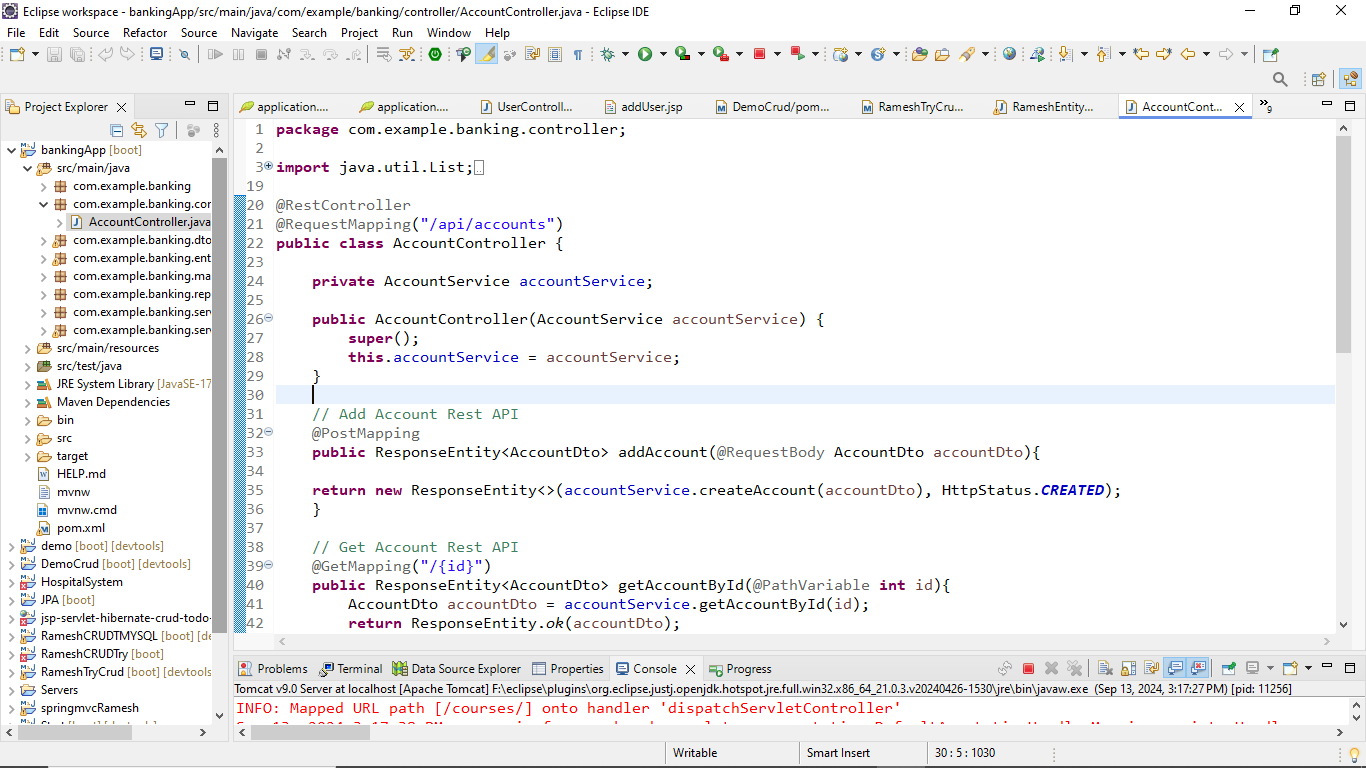 Eclipse workspace - bankingApp/src/main/java/com/example/banking/controller/AccountController.java - Eclipse IDE
File Edit Source Refactor Source Navigate Search Project Run Window Help
Project Explorer
application.... application.... UserControll... addUser.jsp DemoCrud/pom... RameshTryCru... RameshEntity... AccountCont... »9
bankingApp [boot]
src/main/java
com.example.banking
com.example.banking.cor
AccountController.java
com.example.banking.dto
com.example.banking.ent
com.example.banking.ma
com.example.banking.rep
com.example.banking.ser
com.example.banking.ser
src/main/resources
src/test/java
JRE System Library [JavaSE-17
Maven Dependencies
bin
src
target
HELP.md
mvnw
mvnw.cmd
pom.xml
demo [boot] [devtools]
DemoCrud [boot] [devtools]
HospitalSystem
JPA [boot]
jsp-servlet-hibernate-crud-todo-
RameshCRUDTMYSQL [boot] [de
RameshCRUDTry [boot]
RameshTryCrud [boot] [devtools]
Servers
springmvcRamesh
1 package com.example.banking.controller;
2
3 import java.util.List;
19
20 @RestController
21 @RequestMapping("/api/accounts")
22 public class AccountController {
23
24 private AccountService accountService;
25
26 public AccountController(AccountService accountService) {
27 super();
28 this.accountService = accountService;
29 }
30
31 // Add Account Rest API
32 @PostMapping
33 public ResponseEntity<AccountDto> addAccount(@RequestBody AccountDto accountDto){
34
35 return new ResponseEntity<>(accountService.createAccount(accountDto), HttpStatus.CREATED);
36 }
37
38 // Get Account Rest API
39 @GetMapping("/{id}")
40 public ResponseEntity<AccountDto> getAccountById(@PathVariable int id){
41 AccountDto accountDto = accountService.getAccountById(id);
42 return ResponseEntity.ok(accountDto);
Problems Terminal Data Source Explorer Properties Console Progress
Tomcat v9.0 Server at localhost [Apache Tomcat] F:\eclipse\plugins\org.eclipse.justj.openjdk.hotspot.jre.full.win32.x86_64_21.0.3.v20240426-1530\jre\bin\javaw.exe (Sep 13, 2024, 3:17:27 PM) [pid: 11256]
INFO: Mapped URL path [/courses/] onto handler 'dispatchServletController'
Writable Smart Insert 30 : 5 : 1030